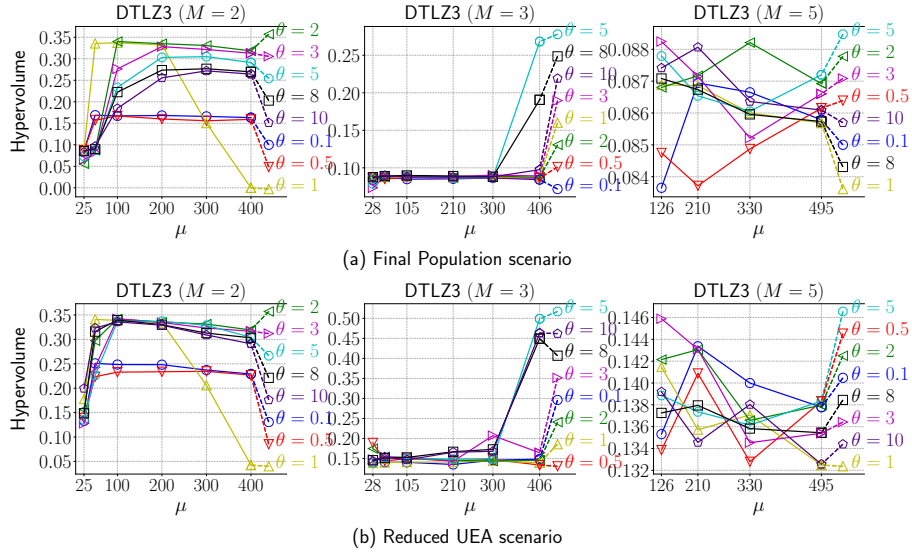 DTLZ3 (M = 2)
Hypervolume
0.35
0.30
0.25
0.20
0.15
0.10
0.05
0.00
25 100 200 300 400
μ
θ = 2
θ = 3
θ = 5
θ = 8
θ = 10
θ = 0.1
θ = 0.5
θ = 1
DTLZ3 (M = 3)
0.25
0.20
0.15
0.10
28 105 210 300 406
μ
θ = 5
θ = 8
θ = 10
θ = 3
θ = 1
θ = 2
θ = 0.5
θ = 0.1
DTLZ3 (M = 5)
0.088
0.087
0.086
0.085
0.084
126 210 330 495
μ
θ = 5
θ = 2
θ = 3
θ = 0.5
θ = 10
θ = 0.1
θ = 8
θ = 1
(a) Final Population scenario
DTLZ3 (M = 2)
Hypervolume
0.35
0.30
0.25
0.20
0.15
0.10
0.05
25 100 200 300 400
μ
θ = 2
θ = 3
θ = 5
θ = 8
θ = 10
θ = 0.1
θ = 0.5
θ = 1
DTLZ3 (M = 3)
0.50
0.45
0.40
0.35
0.30
0.25
0.20
0.15
28 105 210 300 406
μ
θ = 5
θ = 10
θ = 8
θ = 3
θ = 0.1
θ = 2
θ = 1
θ = 0.5
DTLZ3 (M = 5)
0.146
0.144
0.142
0.140
0.138
0.136
0.134
0.132
126 210 330 495
μ
θ = 5
θ = 0.5
θ = 2
θ = 0.1
θ = 8
θ = 3
θ = 10
θ = 1
(b) Reduced UEA scenario